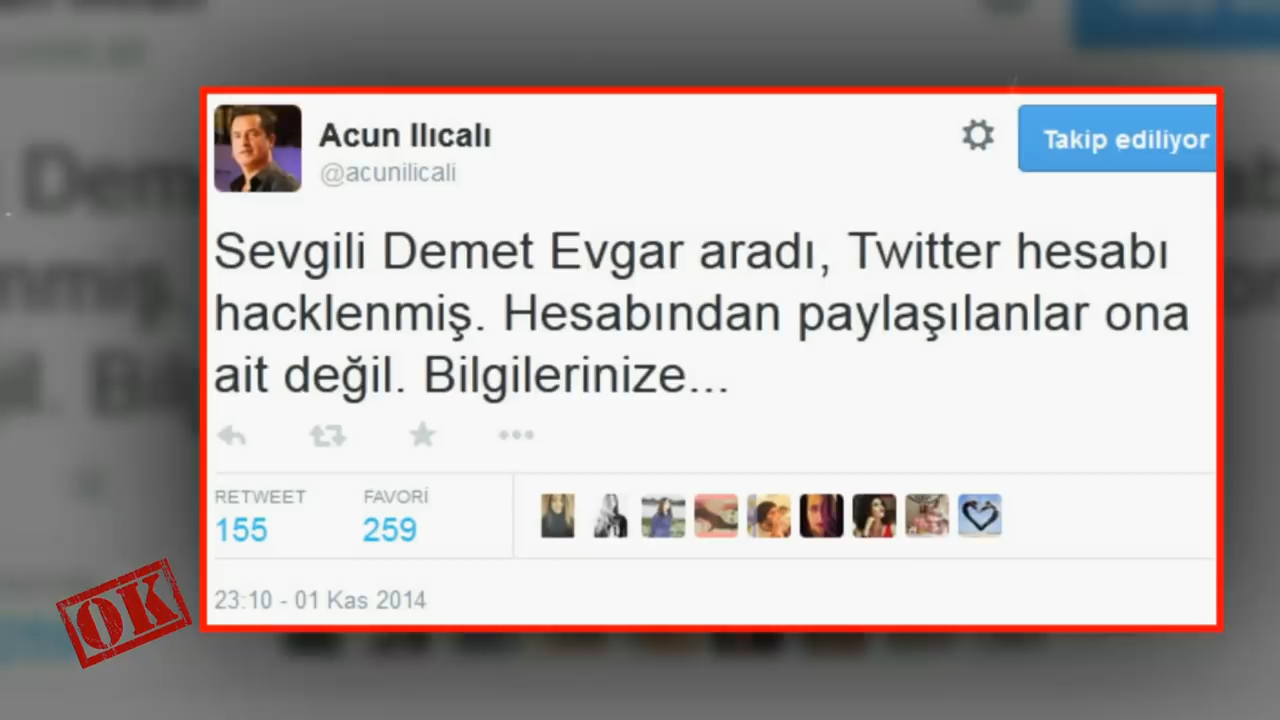 Acun Ilıcalı
@acunilicali
Takip ediliyor
Sevgili Demet Evgar aradı, Twitter hesabı
hacklenmiş. Hesabından paylaşılanlar ona
ait değil. Bilgilerinize...
RETWEET FAVORİ
155 259
23:10 - 01 Kas 2014
OK